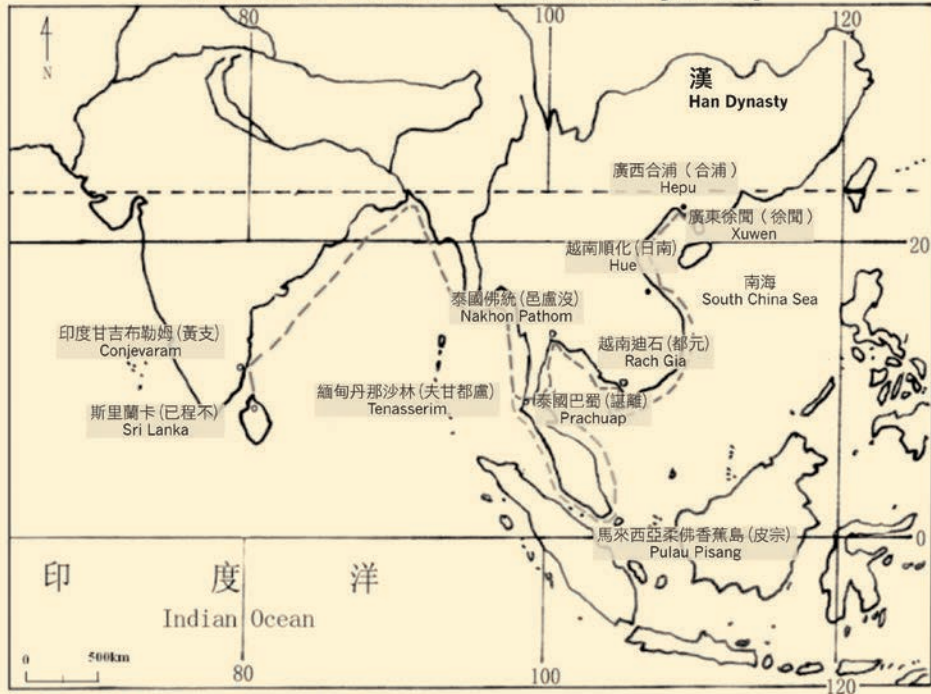 80
100
120
N
漢
Han Dynasty
廣西合浦（合浦）
Hepu
廣東徐聞（徐聞）
Xuwen
20
越南順化(日南)
Hue
南海
South China Sea
泰國佛統(邑盧沒)
Nakhon Pathom
印度甘吉布勒姆(黃支)
Conjevaram
越南迪石(都元)
Rach Gia
緬甸丹那沙林(夫甘都盧)
Tenasserim
泰國巴蜀(諶離)
Prachuap
斯里蘭卡(已程不)
Sri Lanka
馬來西亞柔佛香蕉島(皮宗)
Pulau Pisang
0
印 度 洋
Indian Ocean
0 500km
80
100
120